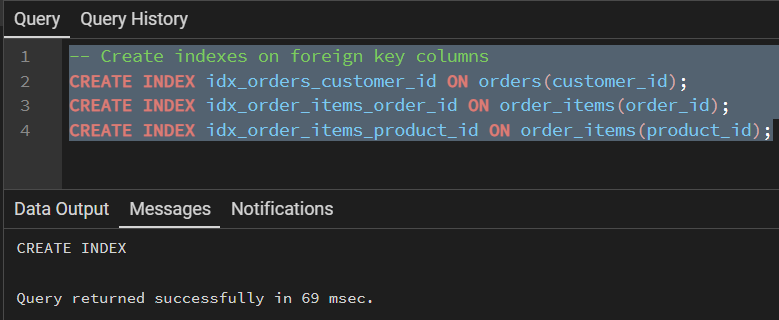 Query Query History
1 -- Create indexes on foreign key columns
2 CREATE INDEX idx_orders_customer_id ON orders(customer_id);
3 CREATE INDEX idx_order_items_order_id ON order_items(order_id);
4 CREATE INDEX idx_order_items_product_id ON order_items(product_id);
Data Output Messages Notifications
CREATE INDEX
Query returned successfully in 69 msec.